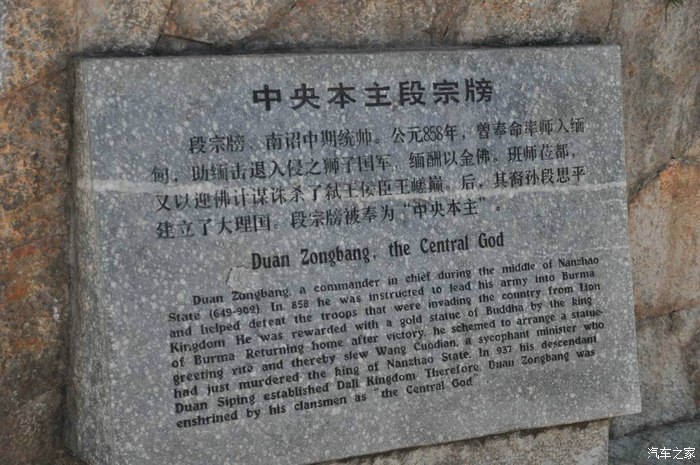 中央本主段宗牓
段宗牓、南诏中期统帅。公元858年，曾奉命率师入缅
甸，助缅击退入侵之狮子国军，缅酬以金佛。班师莅都，
又以迎佛计谋诛杀了弑王佞臣王嵯巅。后，其裔孙段思平
建立了大理国。段宗牓被奉为“中央本主”。
Duan Zongbang, the Central God
Duan Zongbang, a commander in chief during the middle of Nanzhao
State (649-902). In 858 he was instructed to lead his army into Burma
and helped defeat the troops that were invading the country from Lion
Kingdom He was rewarded with a gold statue of Buddha by the king
of Burma Returning home after victory, he schemed to arrange a statue-
greeting rite and thereby slew Wang Cuodian, a sycophant minister who
had just murdered the king of Nanzhao State. In 937 his descendant
Duan Siping established Dali Kingdom Therefore, Duan Zongbang was
enshrined by his clansmen as "the Central God"
汽车之家